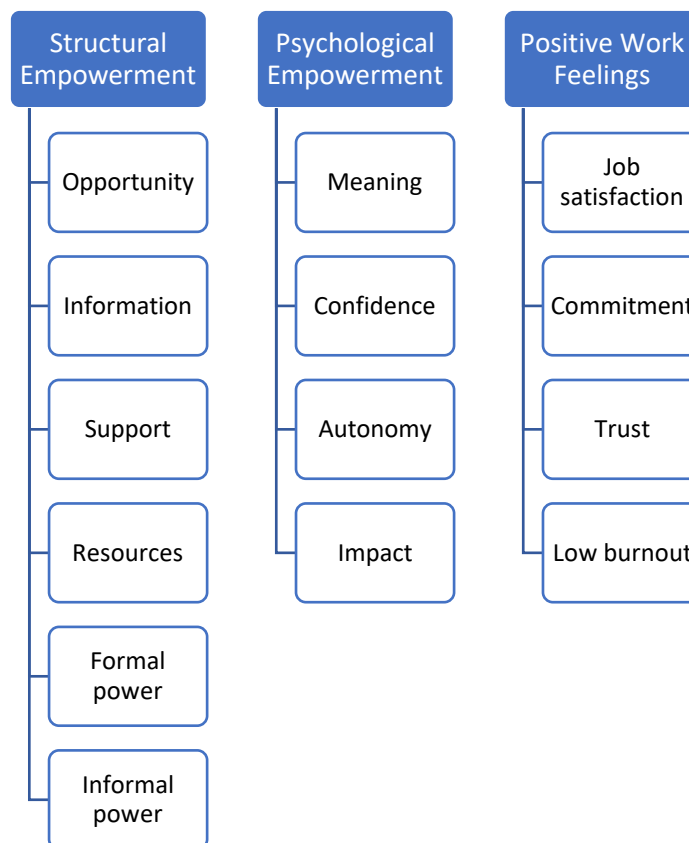 Structural
Empowerment
Opportunity
Information
Support
Resources
Formal
power
Informal
power
Psychological
Empowerment
Meaning
Confidence
Autonomy
Impact
Positive Work
Feelings
Job
satisfaction
Commitment
Trust
Low burnout